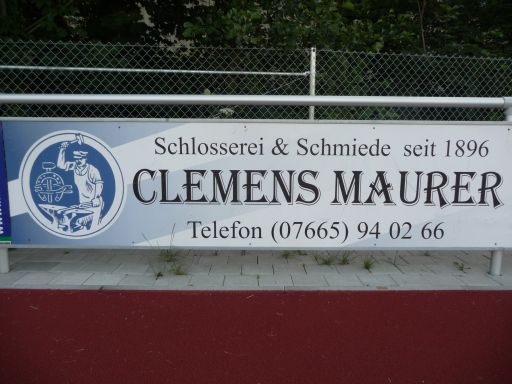 Schlosserei & Schmiede seit 1896
CLEMENS MAURER
Telefon (07665) 94 02 66